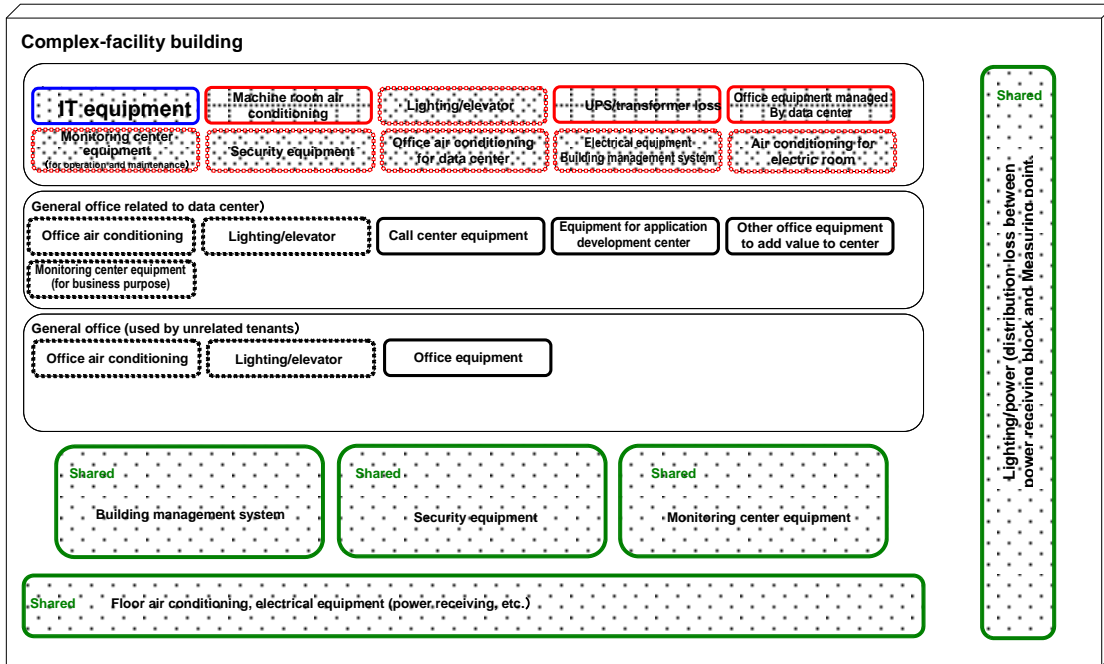 Complex-facility building
IT equipment
Machine room air
conditioning
Lighting/elevator
UPS/transformer loss
Office equipment managed
By data center
Monitoring center
equipment
(for operation and maintenance)
Security equipment
Office air conditioning
for data center
Electrical equipment
Building management system
Air conditioning for
electric room
General office related to data center)
Office air conditioning
Lighting/elevator
Call center equipment
Equipment for application
development center
Other office equipment
to add value to center
Monitoring center equipment
(for business purpose)
General office (used by unrelated tenants)
Office air conditioning
Lighting/elevator
Office equipment
Shared
Building management system
Shared
Security equipment
Shared
Monitoring center equipment
Shared
Floor air conditioning, electrical equipment (power receiving, etc.)
Shared
Lighting/power (distribution loss between
power receiving block and Measuring point.